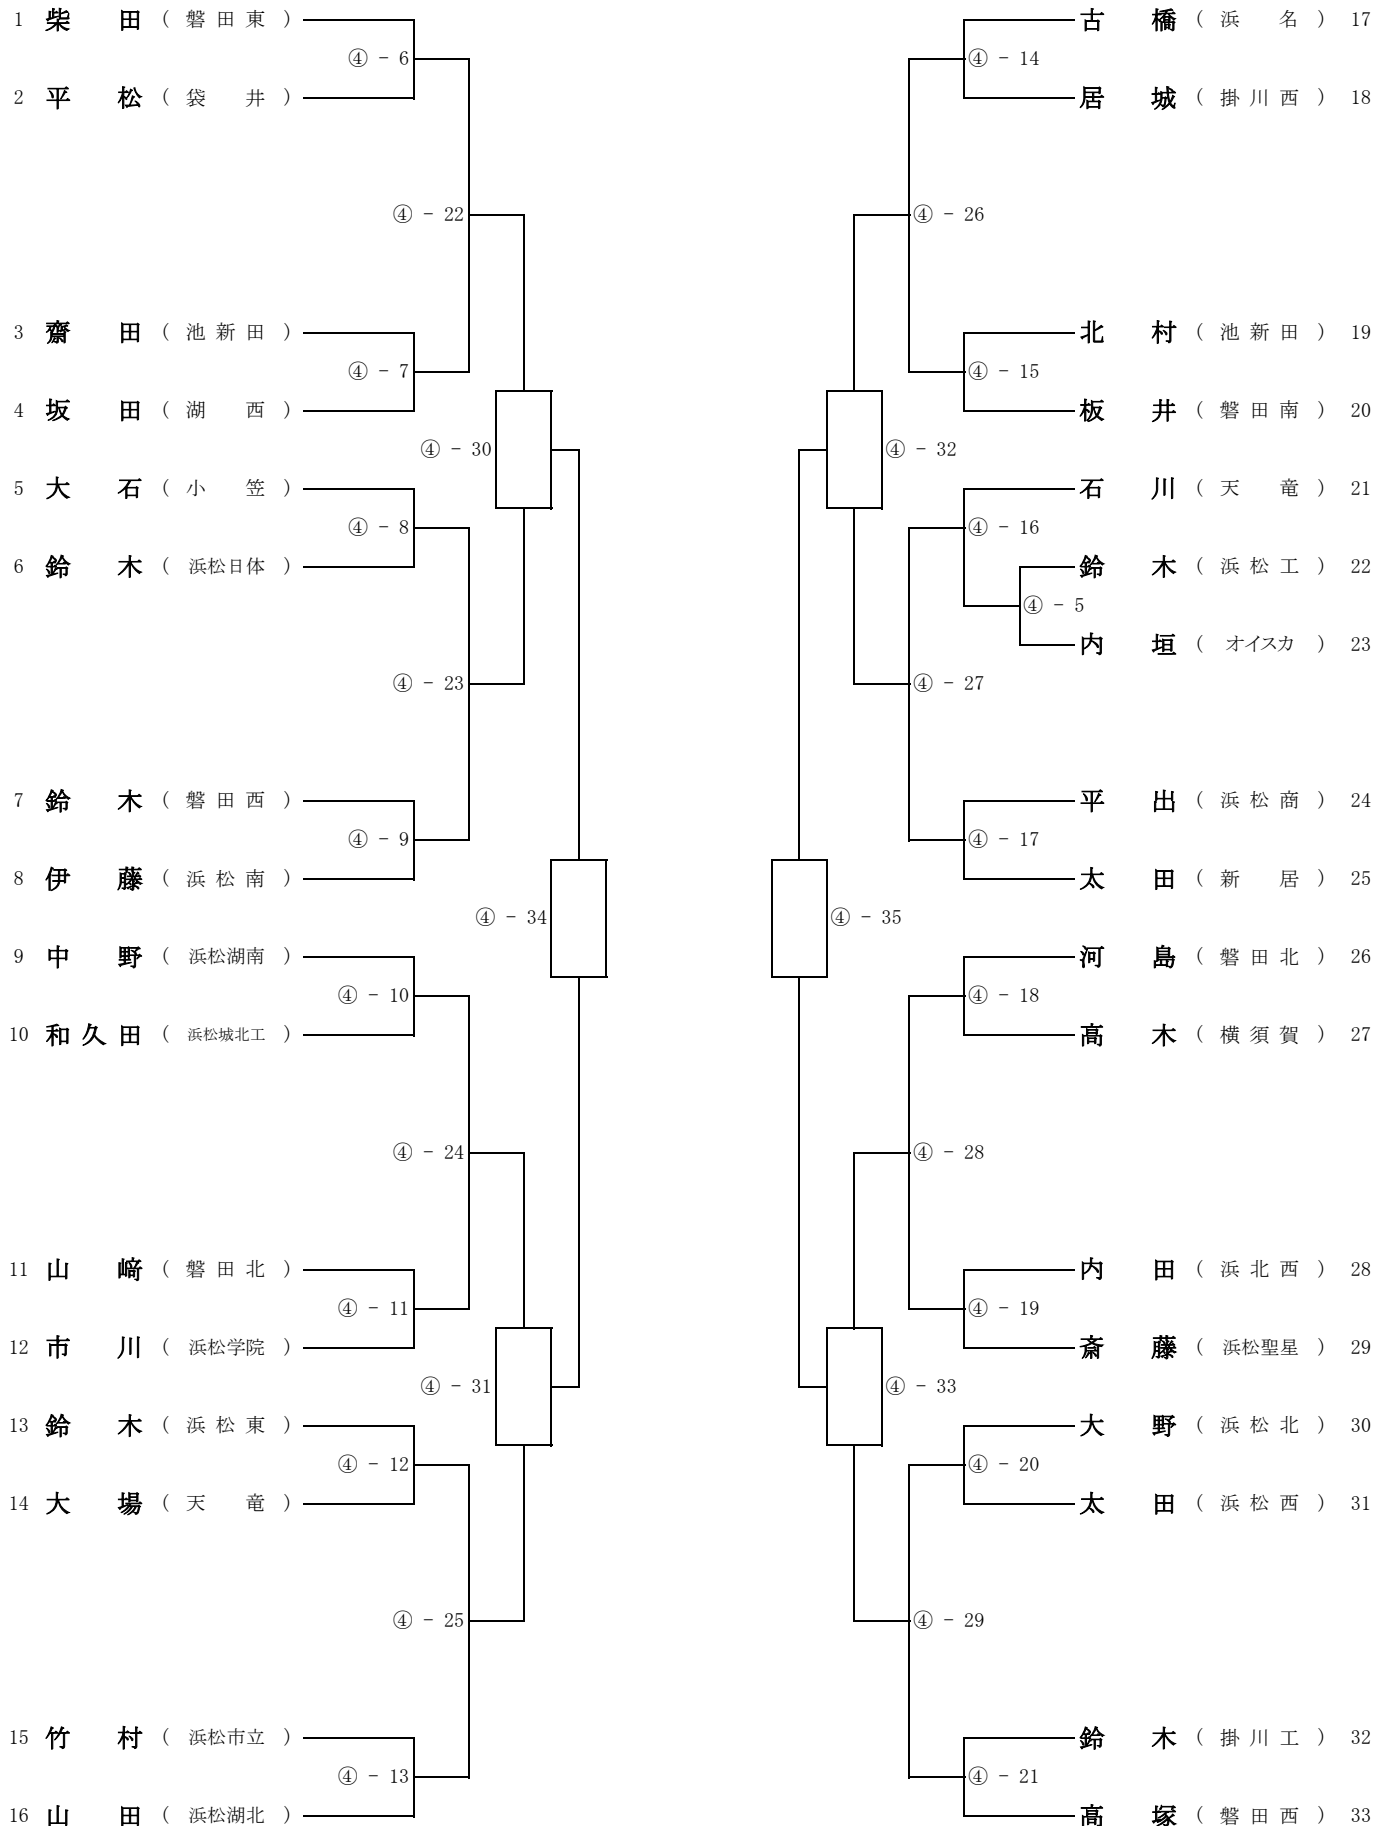 1 柴田 (磐田東) 古橋 (浜名) 17
④ - 6 ④ - 14
2 平松 (袋井) 居城 (掛川西) 18
④ - 22 ④ - 26
3 齋田 (池新田) 北村 (池新田) 19
④ - 7 ④ - 15
4 坂田 (湖西) 板井 (磐田南) 20
④ - 30 ④ - 32
5 大石 (小笠) 石川 (天竜) 21
④ - 8 ④ - 16
6 鈴木 (浜松日体) 鈴木 (浜松工) 22
④ - 5
内垣 (オイスカ) 23
④ - 23 ④ - 27
7 鈴木 (磐田西) 平出 (浜松商) 24
④ - 9 ④ - 17
8 伊藤 (浜松南) 太田 (新居) 25
④ - 34 ④ - 35
9 中野 (浜松湖南) 河島 (磐田北) 26
④ - 10 ④ - 18
10 和久田 (浜松城北工) 髙木 (横須賀) 27
④ - 24 ④ - 28
11 山﨑 (磐田北) 内田 (浜北西) 28
④ - 11 ④ - 19
12 市川 (浜松学院) 斎藤 (浜松聖星) 29
④ - 31 ④ - 33
13 鈴木 (浜松東) 大野 (浜松北) 30
④ - 12 ④ - 20
14 大場 (天竜) 太田 (浜松西) 31
④ - 25 ④ - 29
15 竹村 (浜松市立) 鈴木 (掛川工) 32
④ - 13 ④ - 21
16 山田 (浜松湖北) 髙塚 (磐田西) 33